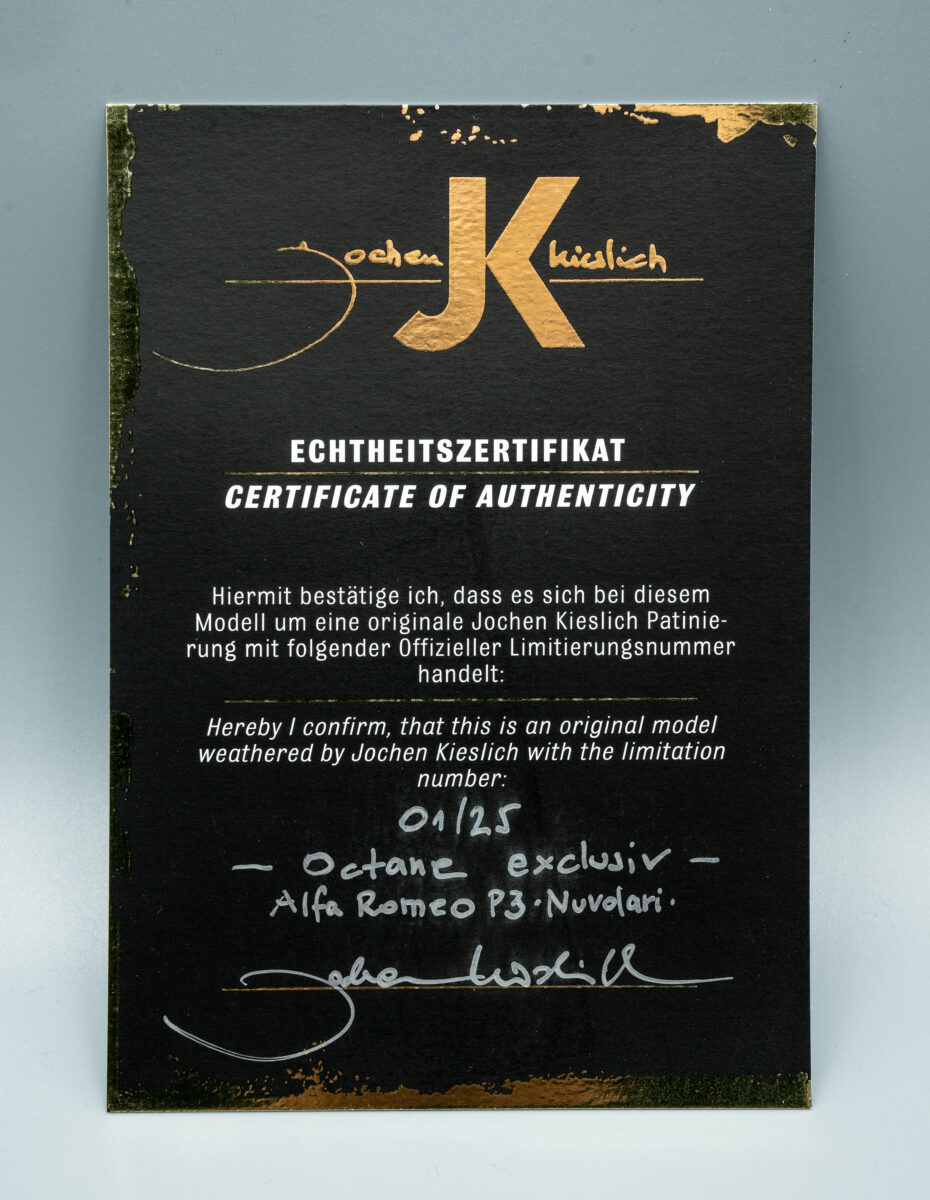 Jochen JK Kieslich
ECHTHEITSZERTIFIKAT
CERTIFICATE OF AUTHENTICITY
Hiermit bestätige ich, dass es sich bei diesem
Modell um eine originale Jochen Kieslich Patinie-
rung mit folgender Offizieller Limitierungsnummer
handelt:
Hereby I confirm, that this is an original model
weathered by Jochen Kieslich with the limitation
number:
01/25
— Octane exclusiv —
Alfa Romeo P3 · Nuvolari ·
Jochen Kieslich